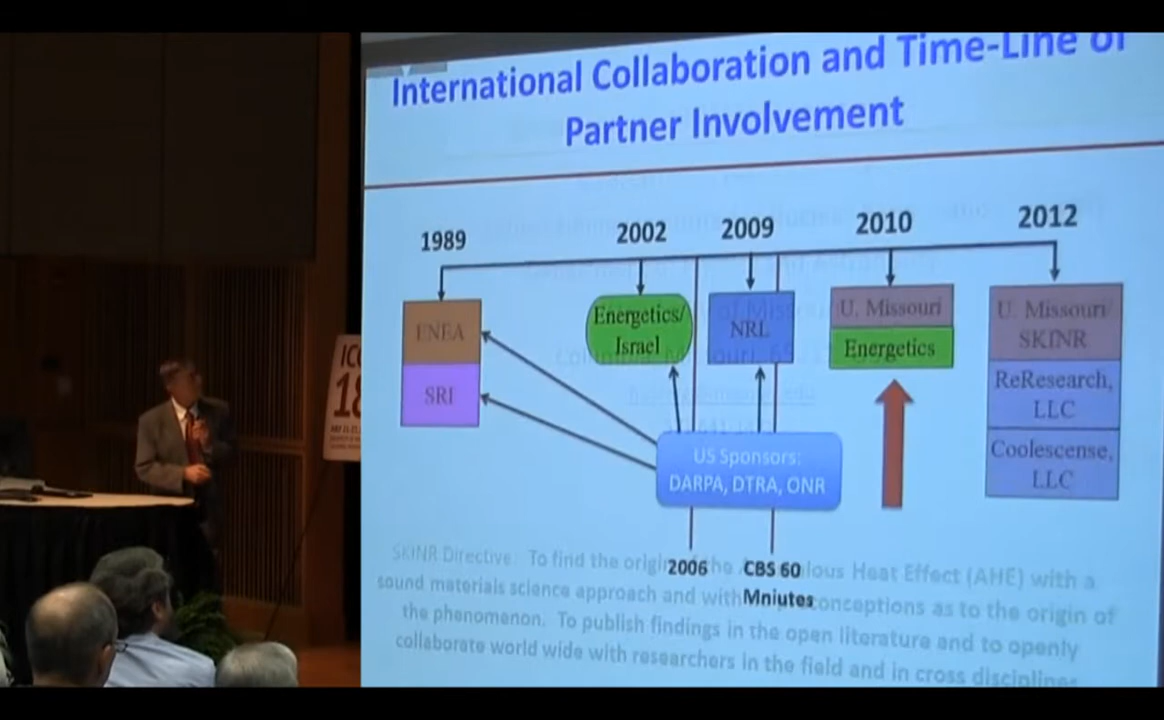 International Collaboration and Time-Line of
Partner Involvement
1989
2002
2009
2010
2012
ENEA
SRI
Energetics/
Israel
NRL
U. Missouri
Energetics
U. Missouri/
SKINR
ReResearch,
LLC
Coolescense,
LLC
US Sponsors:
DARPA, DTRA, ONR
2006
CBS 60
Mniutes
SKINR Directive: To find the origin the Heat Effect (AHE) with a
sound materials science approach and with conceptions as to the origin of
the phenomenon. To publish findings in the open literature and to openly
collaborate world wide with researchers in the field and in cross disciplines
IC
18